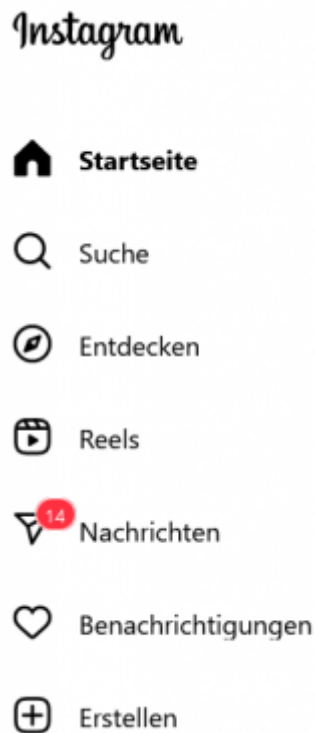 Instagram
Startseite
Suche
Entdecken
Reels
14
Nachrichten
Benachrichtigungen
Erstellen